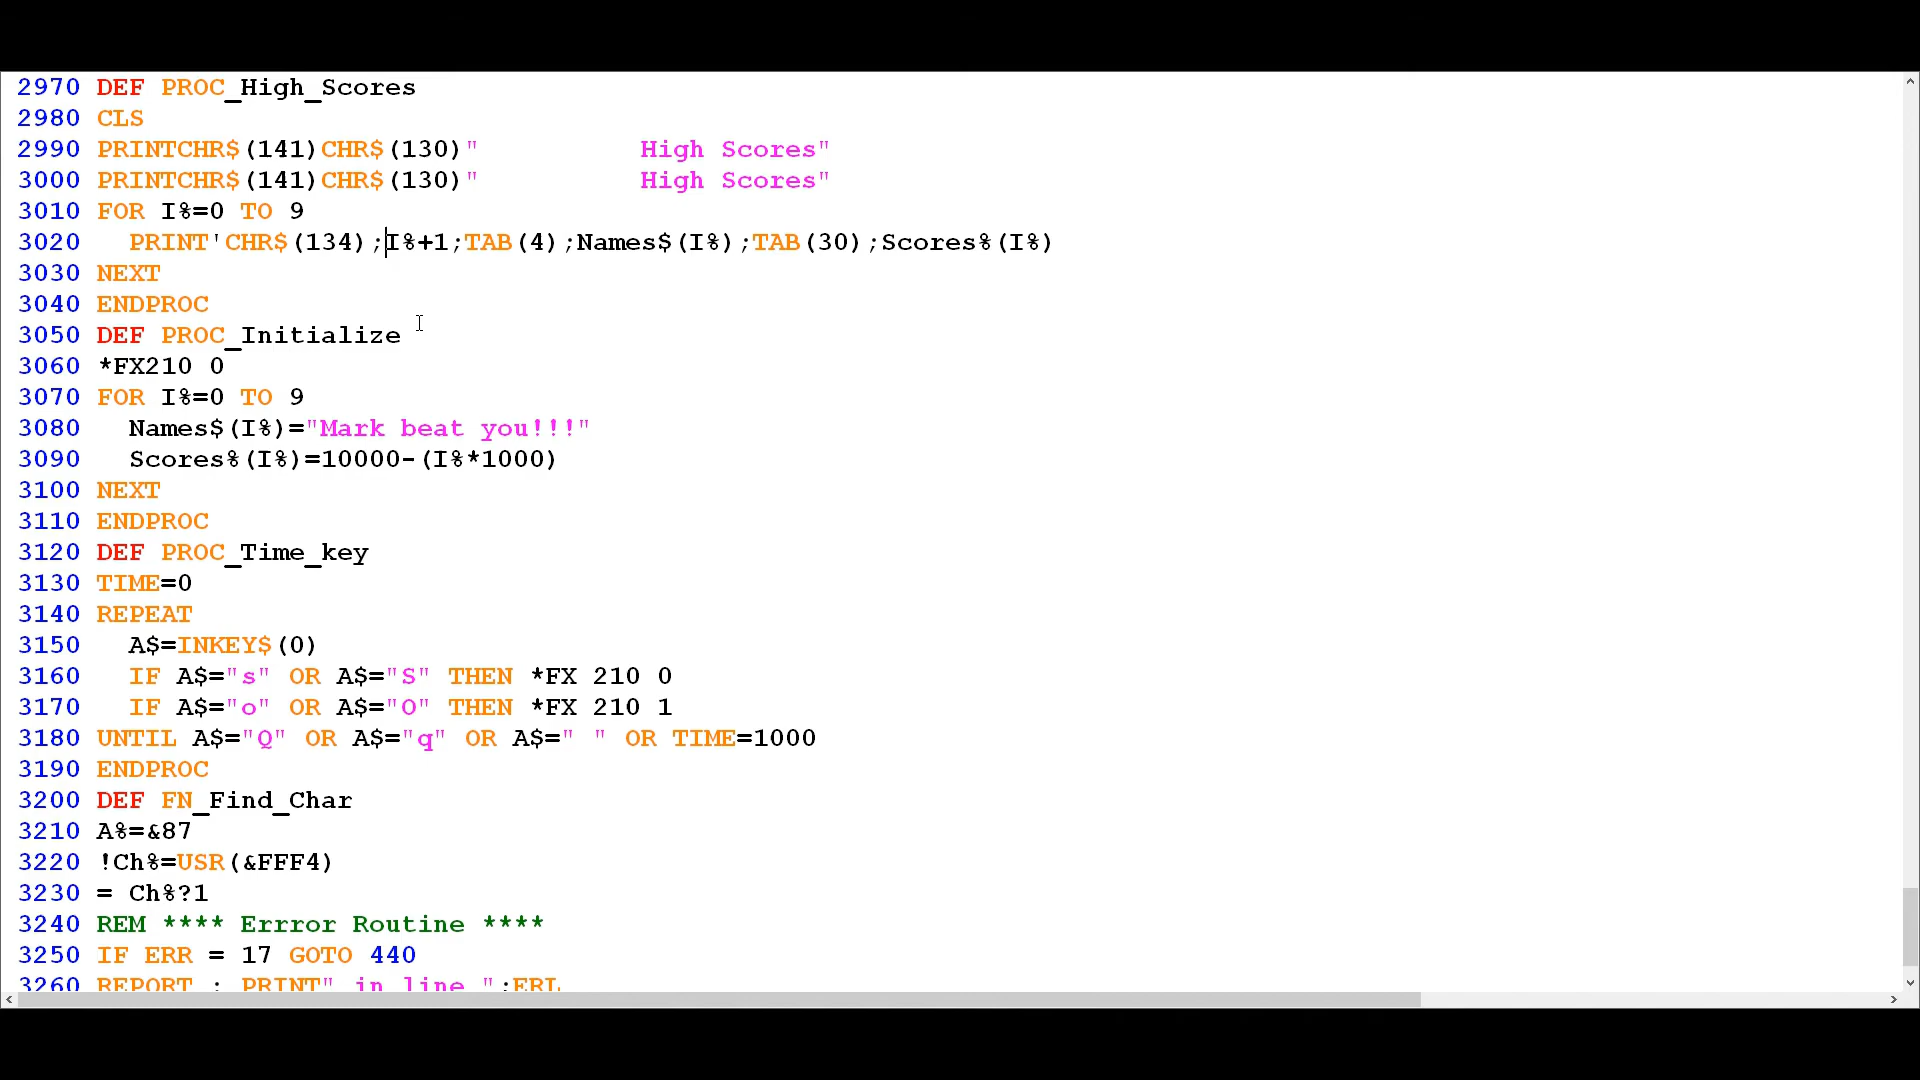 2970 DEF PROC_High_Scores
2980 CLS
2990 PRINTCHR$(141)CHR$(130)"          High Scores"
3000 PRINTCHR$(141)CHR$(130)"          High Scores"
3010 FOR I%=0 TO 9
3020   PRINT'CHR$(134);I%+1;TAB(4);Names$(I%);TAB(30);Scores%(I%)
3030 NEXT
3040 ENDPROC
3050 DEF PROC_Initialize
3060 *FX210 0
3070 FOR I%=0 TO 9
3080   Names$(I%)="Mark beat you!!!"
3090   Scores%(I%)=10000-(I%*1000)
3100 NEXT
3110 ENDPROC
3120 DEF PROC_Time_key
3130 TIME=0
3140 REPEAT
3150   A$=INKEY$(0)
3160   IF A$="s" OR A$="S" THEN *FX 210 0
3170   IF A$="o" OR A$="O" THEN *FX 210 1
3180 UNTIL A$="Q" OR A$="q" OR A$=" " OR TIME=1000
3190 ENDPROC
3200 DEF FN_Find_Char
3210 A%=&87
3220 !Ch%=USR(&FFF4)
3230 = Ch%?1
3240 REM **** Errror Routine ****
3250 IF ERR = 17 GOTO 440
3260 REPORT : PRINT" in line ";ERL